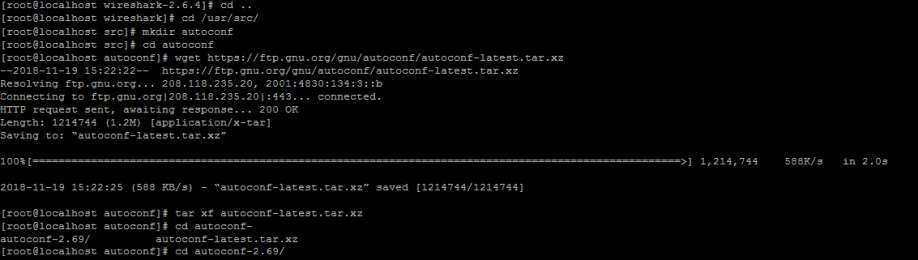 [root@localhost wireshark-2.6.4]# cd ..
[root@localhost wireshark]# cd /usr/src/
[root@localhost src]# mkdir autoconf
[root@localhost src]# cd autoconf
[root@localhost autoconf]# wget https://ftp.gnu.org/gnu/autoconf/autoconf-latest.tar.xz
--2018-11-19 15:22:22-- https://ftp.gnu.org/gnu/autoconf/autoconf-latest.tar.xz
Resolving ftp.gnu.org... 208.118.235.20, 2001:4830:134:3::b
Connecting to ftp.gnu.org|208.118.235.20|:443... connected.
HTTP request sent, awaiting response... 200 OK
Length: 1214744 (1.2M) [application/x-tar]
Saving to: “autoconf-latest.tar.xz”
100%[======================================================================================================>] 1,214,744 588K/s in 2.0s
2018-11-19 15:22:25 (588 KB/s) - “autoconf-latest.tar.xz” saved [1214744/1214744]
[root@localhost autoconf]# tar xf autoconf-latest.tar.xz
[root@localhost autoconf]# cd autoconf-
autoconf-2.69/ autoconf-latest.tar.xz
[root@localhost autoconf]# cd autoconf-2.69/